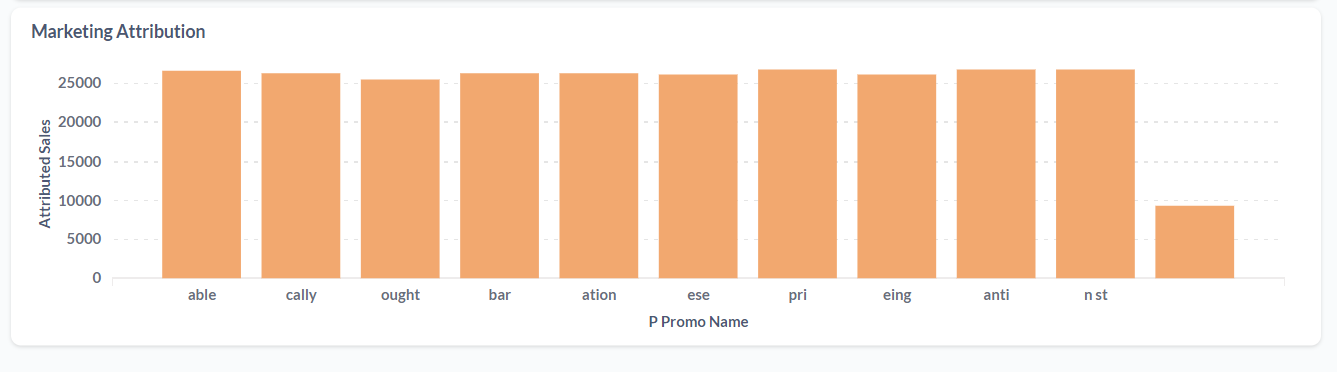 Marketing Attribution
25000
20000
15000
10000
5000
0
Attributed Sales
able cally ought bar ation ese pri eing anti n st
P Promo Name